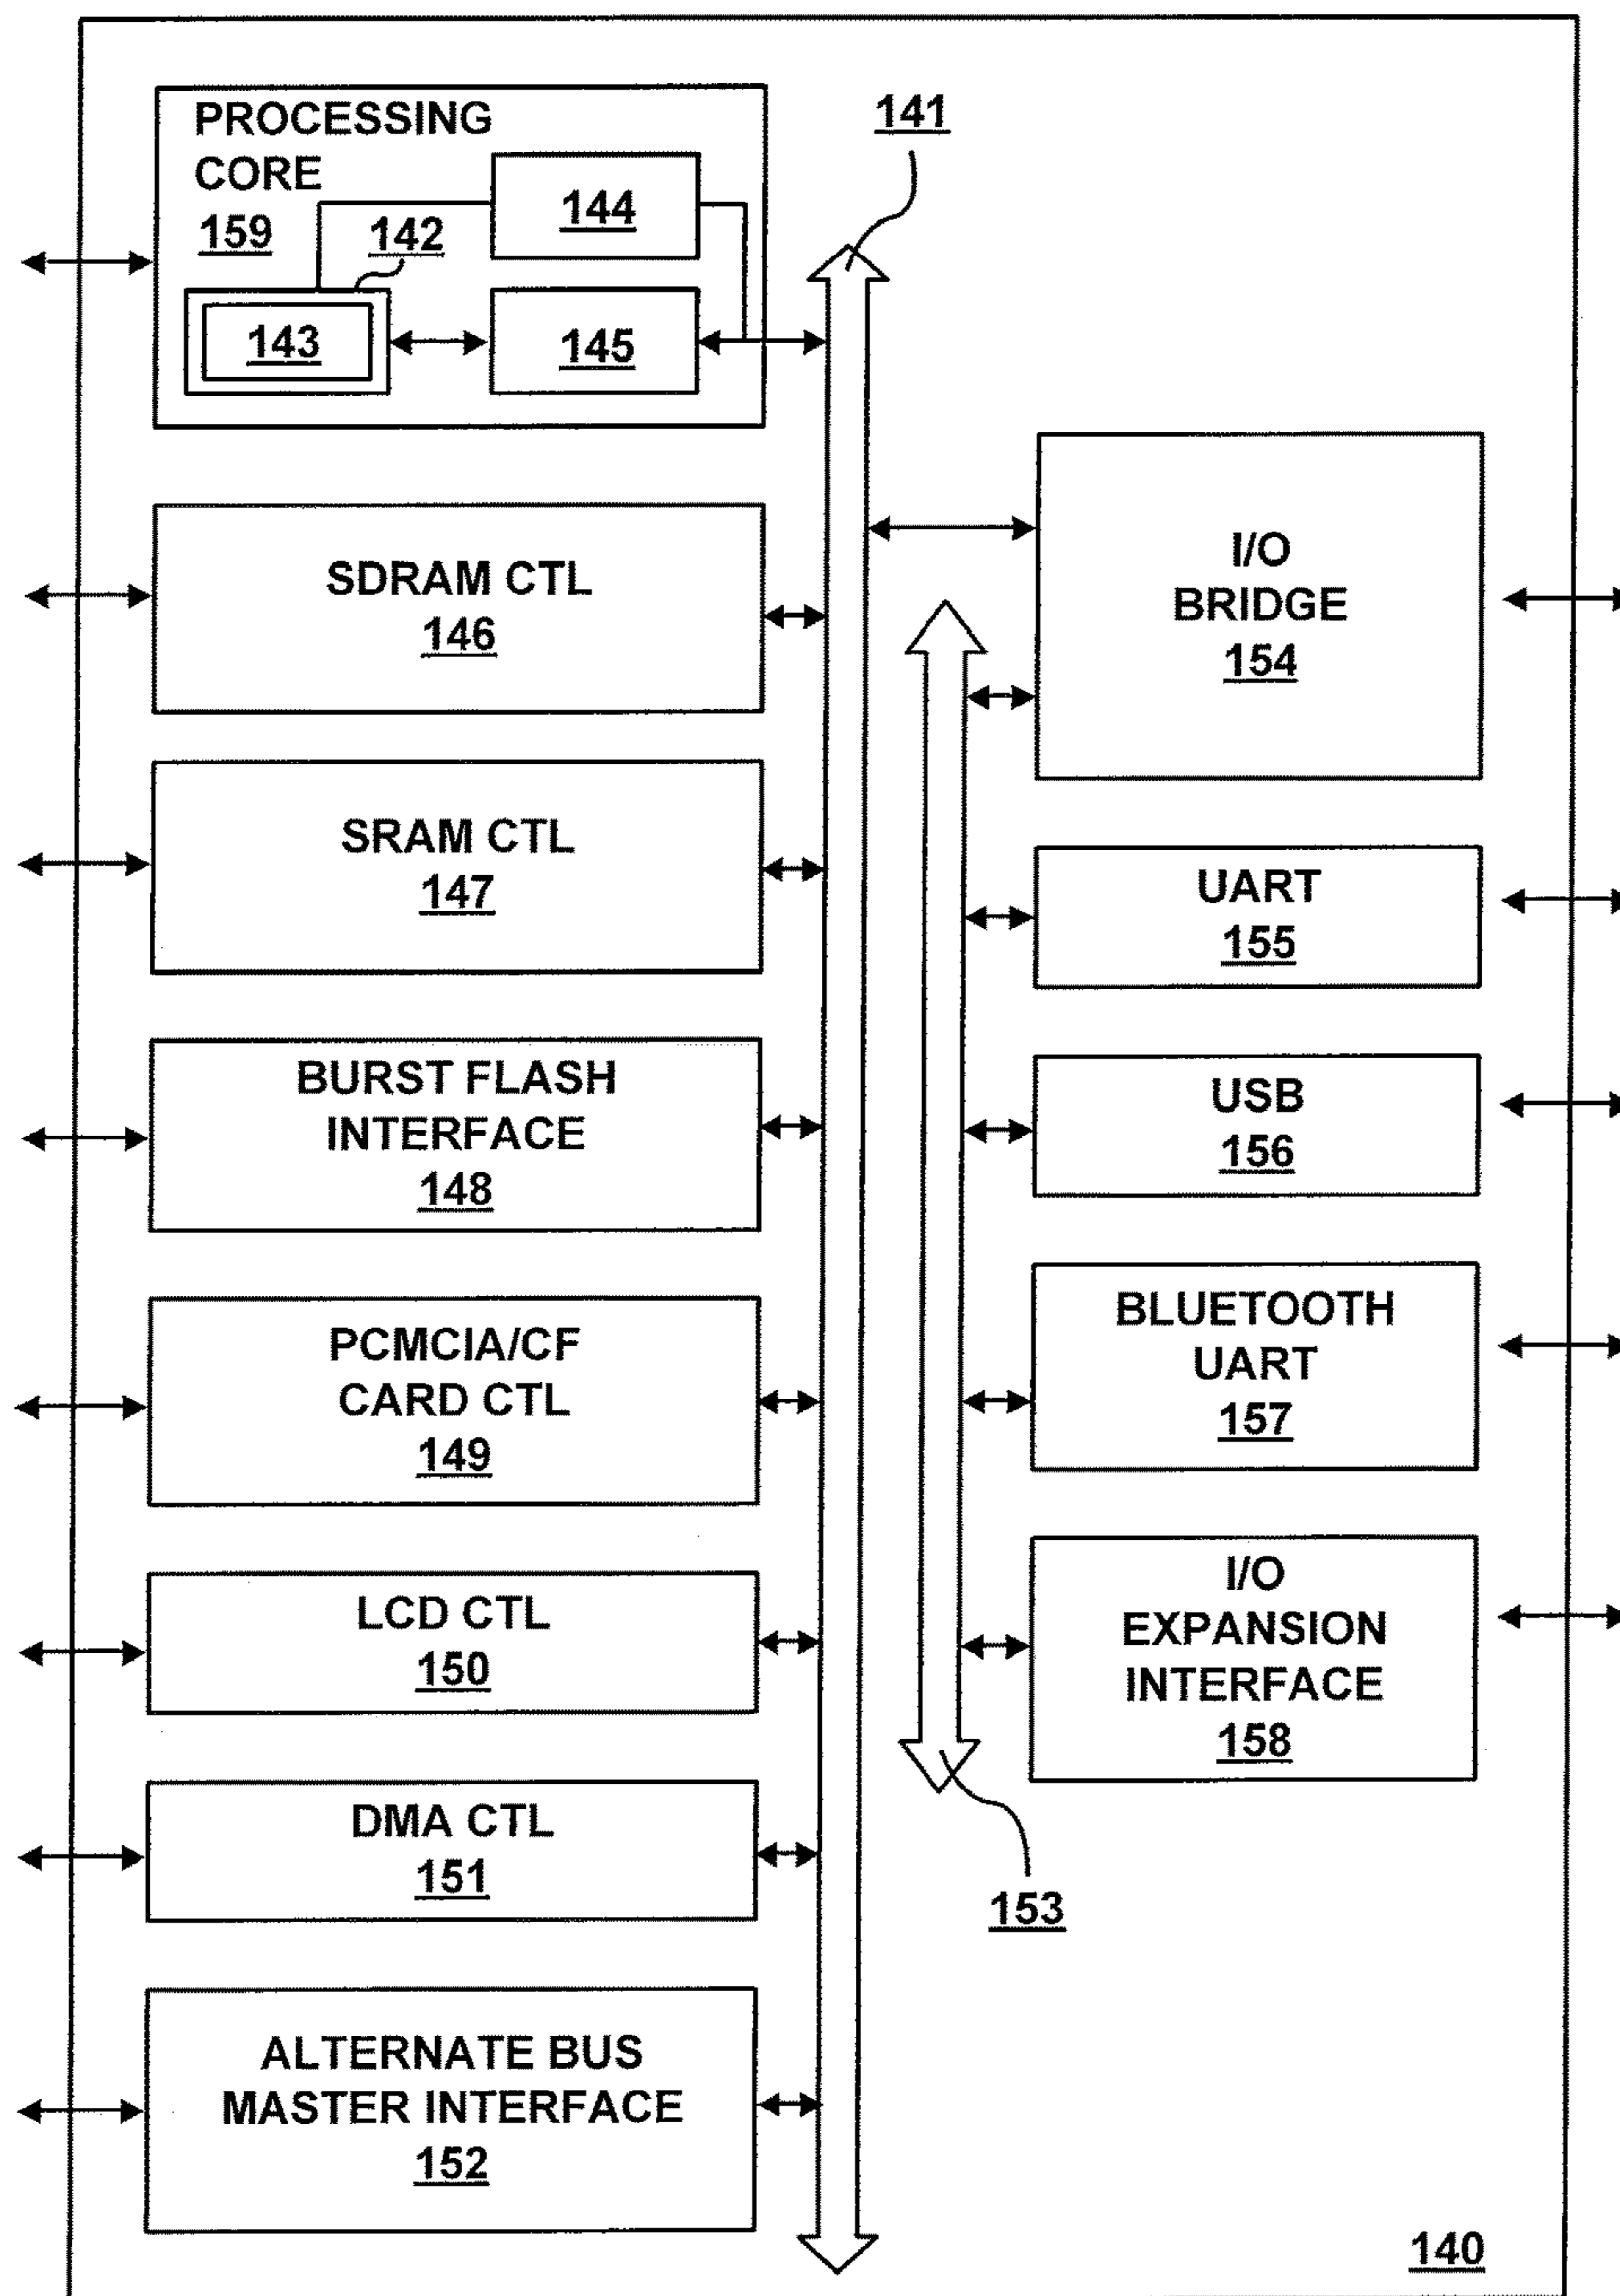 PROCESSING
CORE
159
142
144
143
145
141
SDRAM CTL
146
SRAM CTL
147
BURST FLASH
INTERFACE
148
PCMCIA/CF
CARD CTL
149
LCD CTL
150
DMA CTL
151
ALTERNATE BUS
MASTER INTERFACE
152
I/O
BRIDGE
154
UART
155
USB
156
BLUETOOTH
UART
157
I/O
EXPANSION
INTERFACE
158
153
140